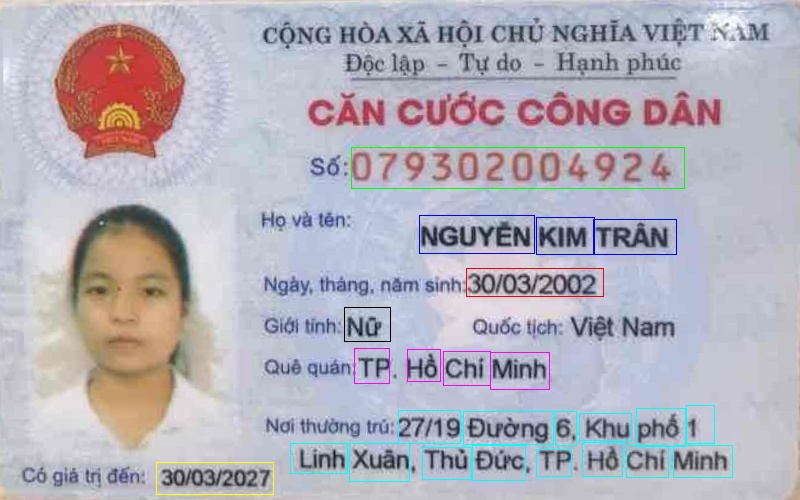 CỘNG HÒA XÃ HỘI CHỦ NGHĨA VIỆT NAM
Độc lập - Tự do - Hạnh phúc
CĂN CƯỚC CÔNG DÂN
Số: 079302004924
Họ và tên: NGUYỄN KIM TRÂN
Ngày, tháng, năm sinh: 30/03/2002
Giới tính: Nữ Quốc tịch: Việt Nam
Quê quán: TP. Hồ Chí Minh
Nơi thường trú: 27/19 Đường 6, Khu phố 1
Linh Xuân, Thủ Đức, TP. Hồ Chí Minh
Có giá trị đến: 30/03/2027